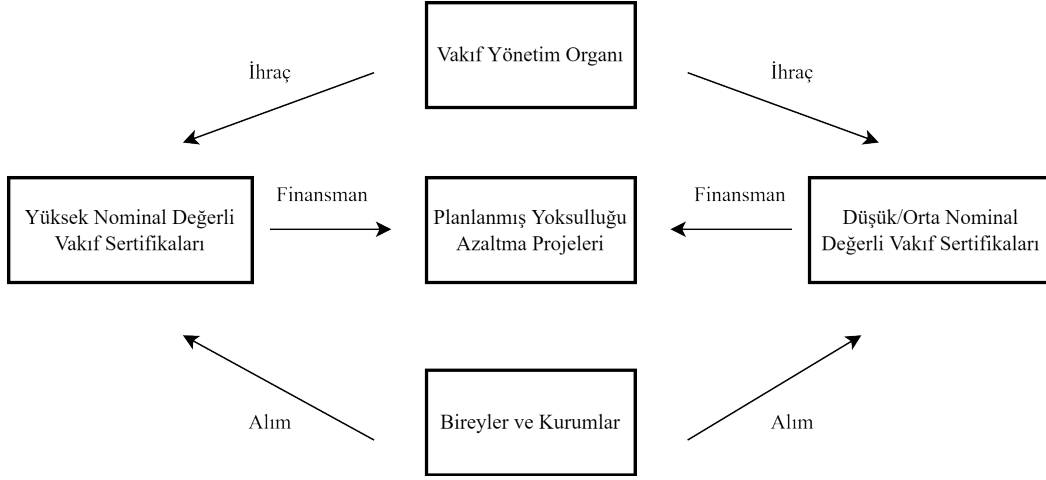 Vakıf Yönetim Organı
İhraç
İhraç
Yüksek Nominal Değerli
Vakıf Sertifikaları
Finansman
Planlanmış Yoksulluğu
Azaltma Projeleri
Finansman
Düşük/Orta Nominal
Değerli Vakıf Sertifikaları
Alım
Bireyler ve Kurumlar
Alım